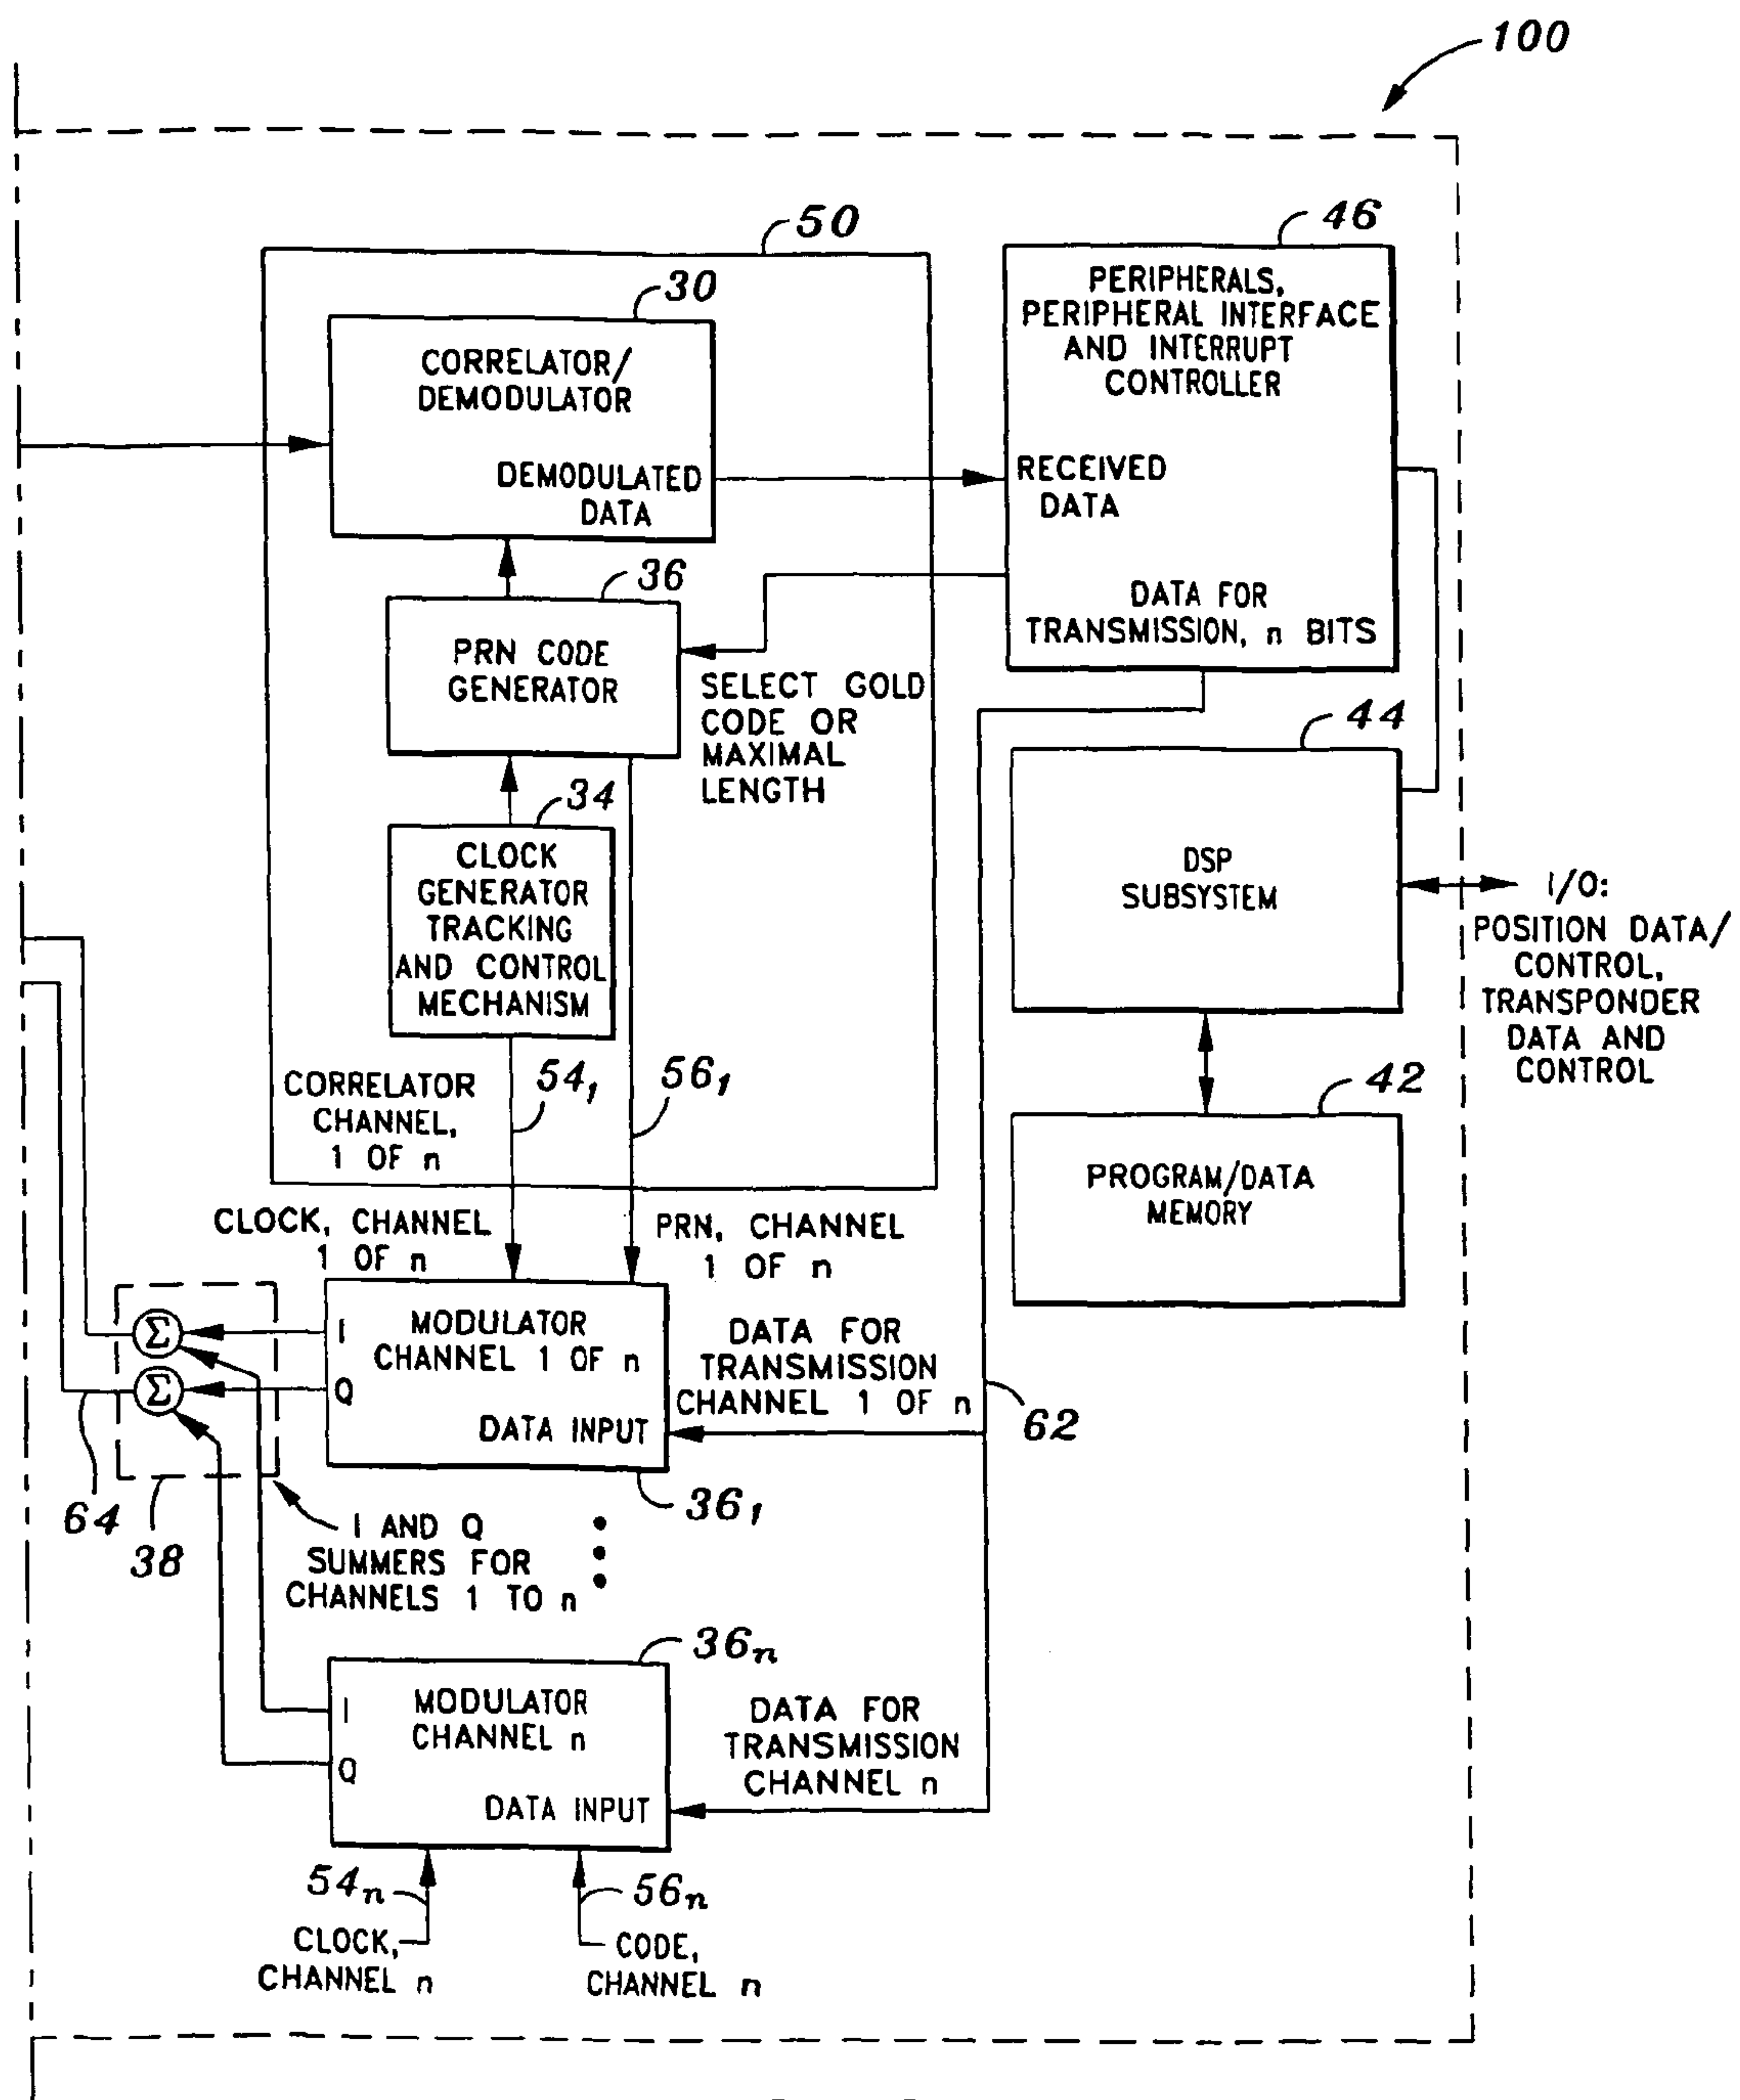 100
50
46
30
PERIPHERALS,
PERIPHERAL INTERFACE
AND INTERRUPT
CONTROLLER
CORRELATOR/
DEMODULATOR
DEMODULATED
DATA
RECEIVED
DATA
36
DATA FOR
TRANSMISSION, n BITS
PRN CODE
GENERATOR
SELECT GOLD
CODE OR
MAXIMAL
LENGTH
44
34
CLOCK
GENERATOR
TRACKING
AND CONTROL
MECHANISM
DSP
SUBSYSTEM
I/O:
POSITION DATA/
CONTROL,
TRANSPONDER
DATA AND
CONTROL
CORRELATOR
CHANNEL,
1 OF n
54₁
56₁
42
PROGRAM/DATA
MEMORY
CLOCK, CHANNEL
1 OF n
PRN, CHANNEL
1 OF n
Σ
Σ
I
Q
MODULATOR
CHANNEL 1 OF n
DATA INPUT
DATA FOR
TRANSMISSION
CHANNEL 1 OF n
62
64
38
36₁
I AND Q
SUMMERS FOR
CHANNELS 1 TO n
36ₙ
I
Q
MODULATOR
CHANNEL n
DATA INPUT
DATA FOR
TRANSMISSION
CHANNEL n
54ₙ
56ₙ
CLOCK,
CHANNEL n
CODE,
CHANNEL n